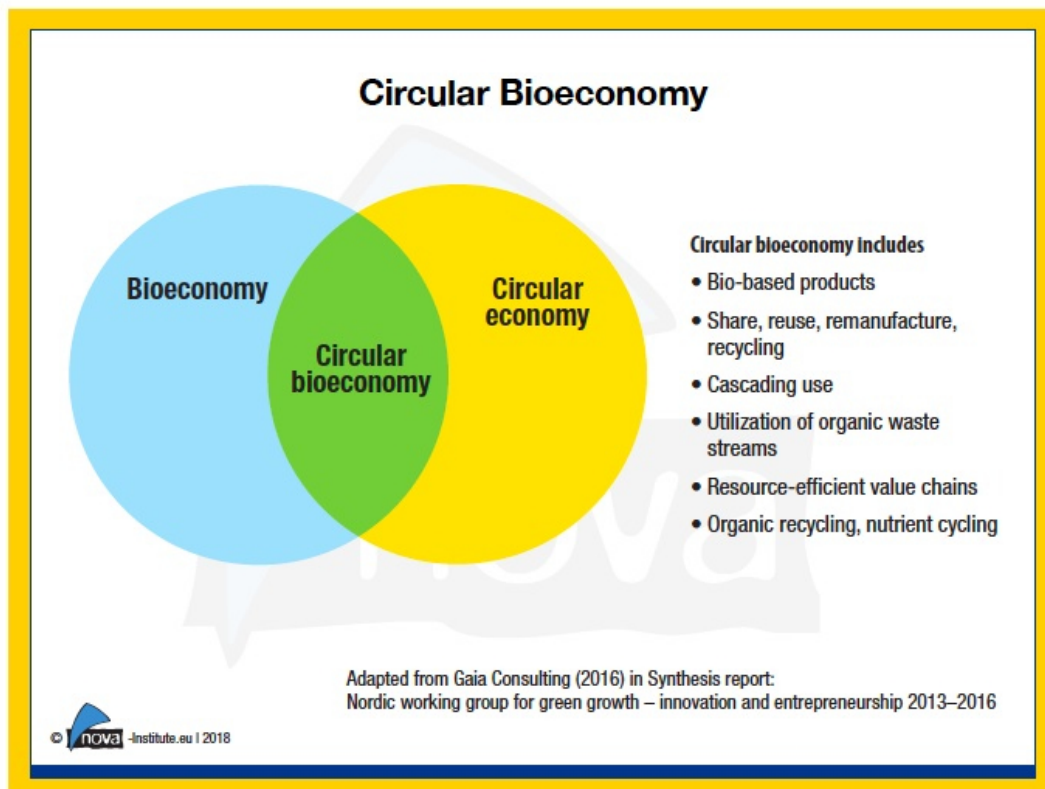 Circular Bioeconomy
Bioeconomy
Circular
economy
Circular
bioeconomy
Circular bioeconomy includes
• Bio-based products
• Share, reuse, remanufacture,
recycling
• Cascading use
• Utilization of organic waste
streams
• Resource-efficient value chains
• Organic recycling, nutrient cycling
nova
Adapted from Gaia Consulting (2016) in Synthesis report:
Nordic working group for green growth – innovation and entrepreneurship 2013–2016
© nova -Institute.eu | 2018